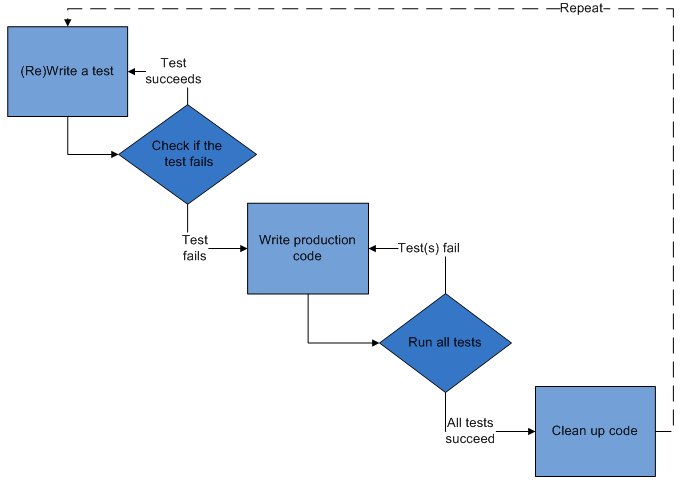 Repeat
(Re)Write a test
Test
succeeds
Check if the
test fails
Test
fails
Write production
code
Test(s) fail
Run all tests
All tests
succeed
Clean up code